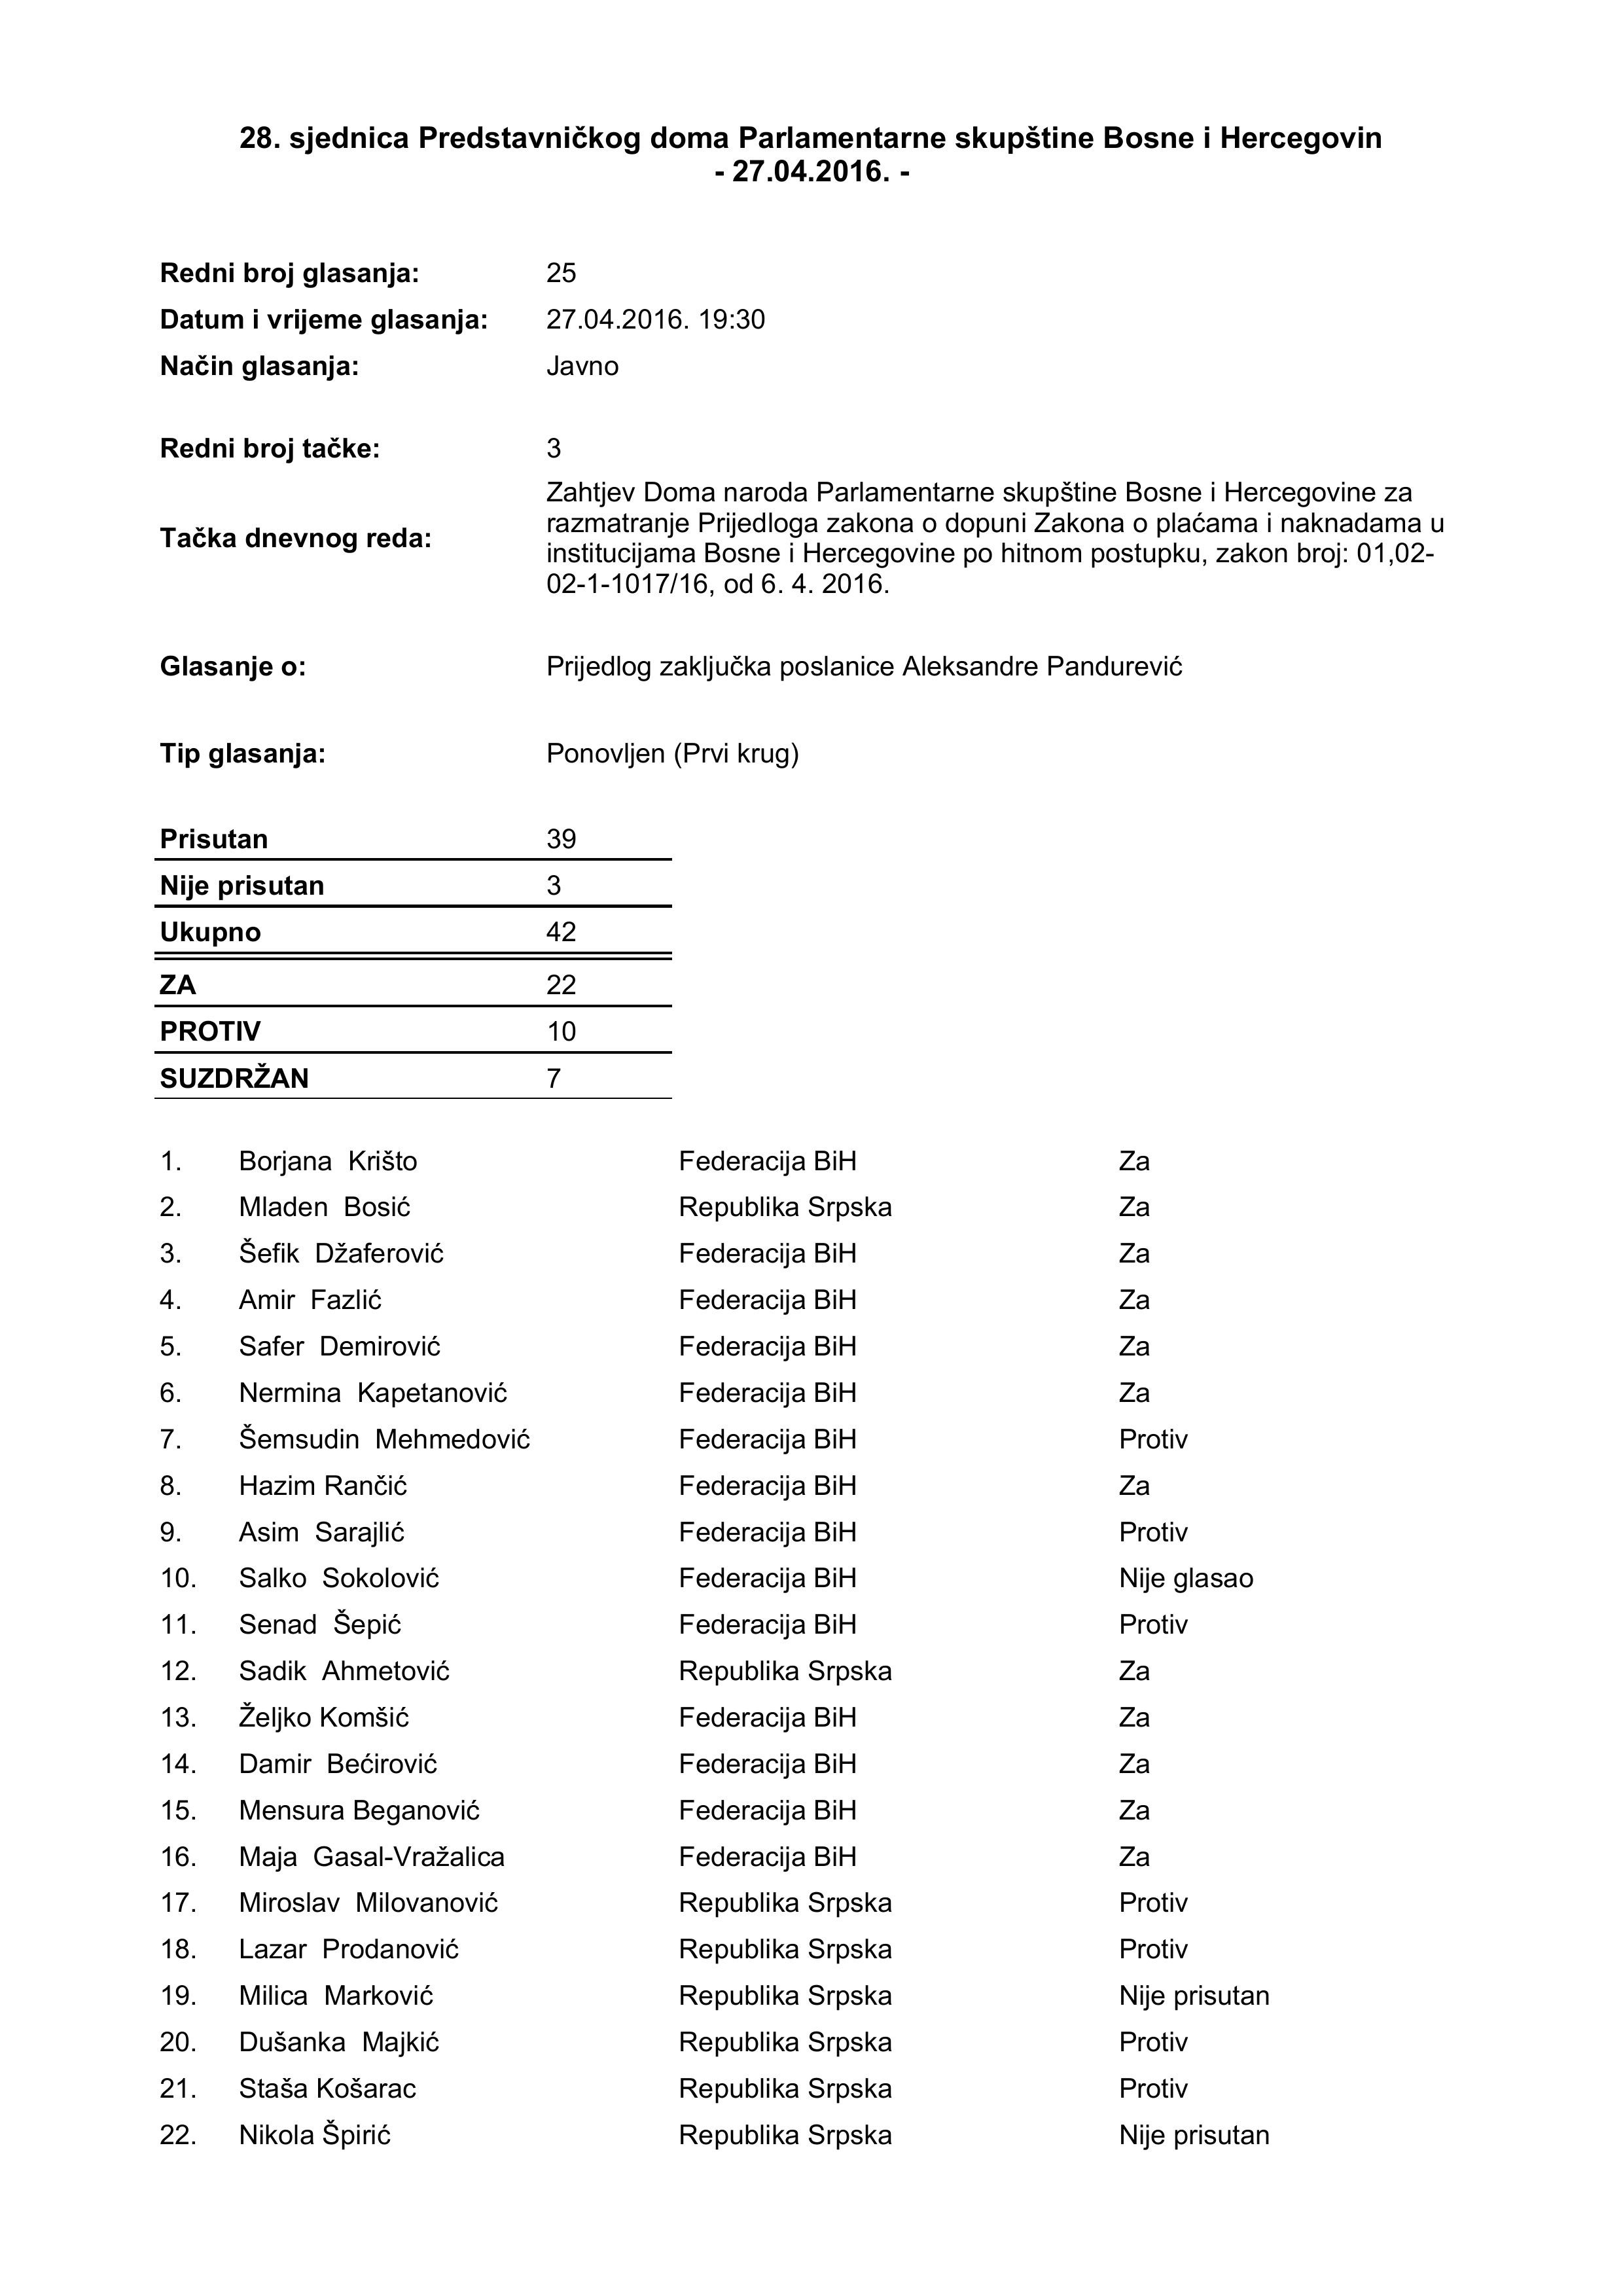 28. sjednica Predstavničkog doma Parlamentarne skupštine Bosne i Hercegovin
- 27.04.2016. -
Redni broj glasanja: 25
Datum i vrijeme glasanja: 27.04.2016. 19:30
Način glasanja: Javno
Redni broj tačke: 3
Tačka dnevnog reda: Zahtjev Doma naroda Parlamentarne skupštine Bosne i Hercegovine za
razmatranje Prijedloga zakona o dopuni Zakona o plaćama i naknadama u
institucijama Bosne i Hercegovine po hitnom postupku, zakon broj: 01,02-
02-1-1017/16, od 6. 4. 2016.
Glasanje o: Prijedlog zaključka poslanice Aleksandre Pandurević
Tip glasanja: Ponovljen (Prvi krug)
Prisutan 39
Nije prisutan 3
Ukupno 42
ZA 22
PROTIV 10
SUZDRŽAN 7
1. Borjana Krišto Federacija BiH Za
2. Mladen Bosić Republika Srpska Za
3. Šefik Džaferović Federacija BiH Za
4. Amir Fazlić Federacija BiH Za
5. Safer Demirović Federacija BiH Za
6. Nermina Kapetanović Federacija BiH Za
7. Šemsudin Mehmedović Federacija BiH Protiv
8. Hazim Rančić Federacija BiH Za
9. Asim Sarajlić Federacija BiH Protiv
10. Salko Sokolović Federacija BiH Nije glasao
11. Senad Šepić Federacija BiH Protiv
12. Sadik Ahmetović Republika Srpska Za
13. Željko Komšić Federacija BiH Za
14. Damir Bećirović Federacija BiH Za
15. Mensura Beganović Federacija BiH Za
16. Maja Gasal-Vražalica Federacija BiH Za
17. Miroslav Milovanović Republika Srpska Protiv
18. Lazar Prodanović Republika Srpska Protiv
19. Milica Marković Republika Srpska Nije prisutan
20. Dušanka Majkić Republika Srpska Protiv
21. Staša Košarac Republika Srpska Protiv
22. Nikola Špirić Republika Srpska Nije prisutan